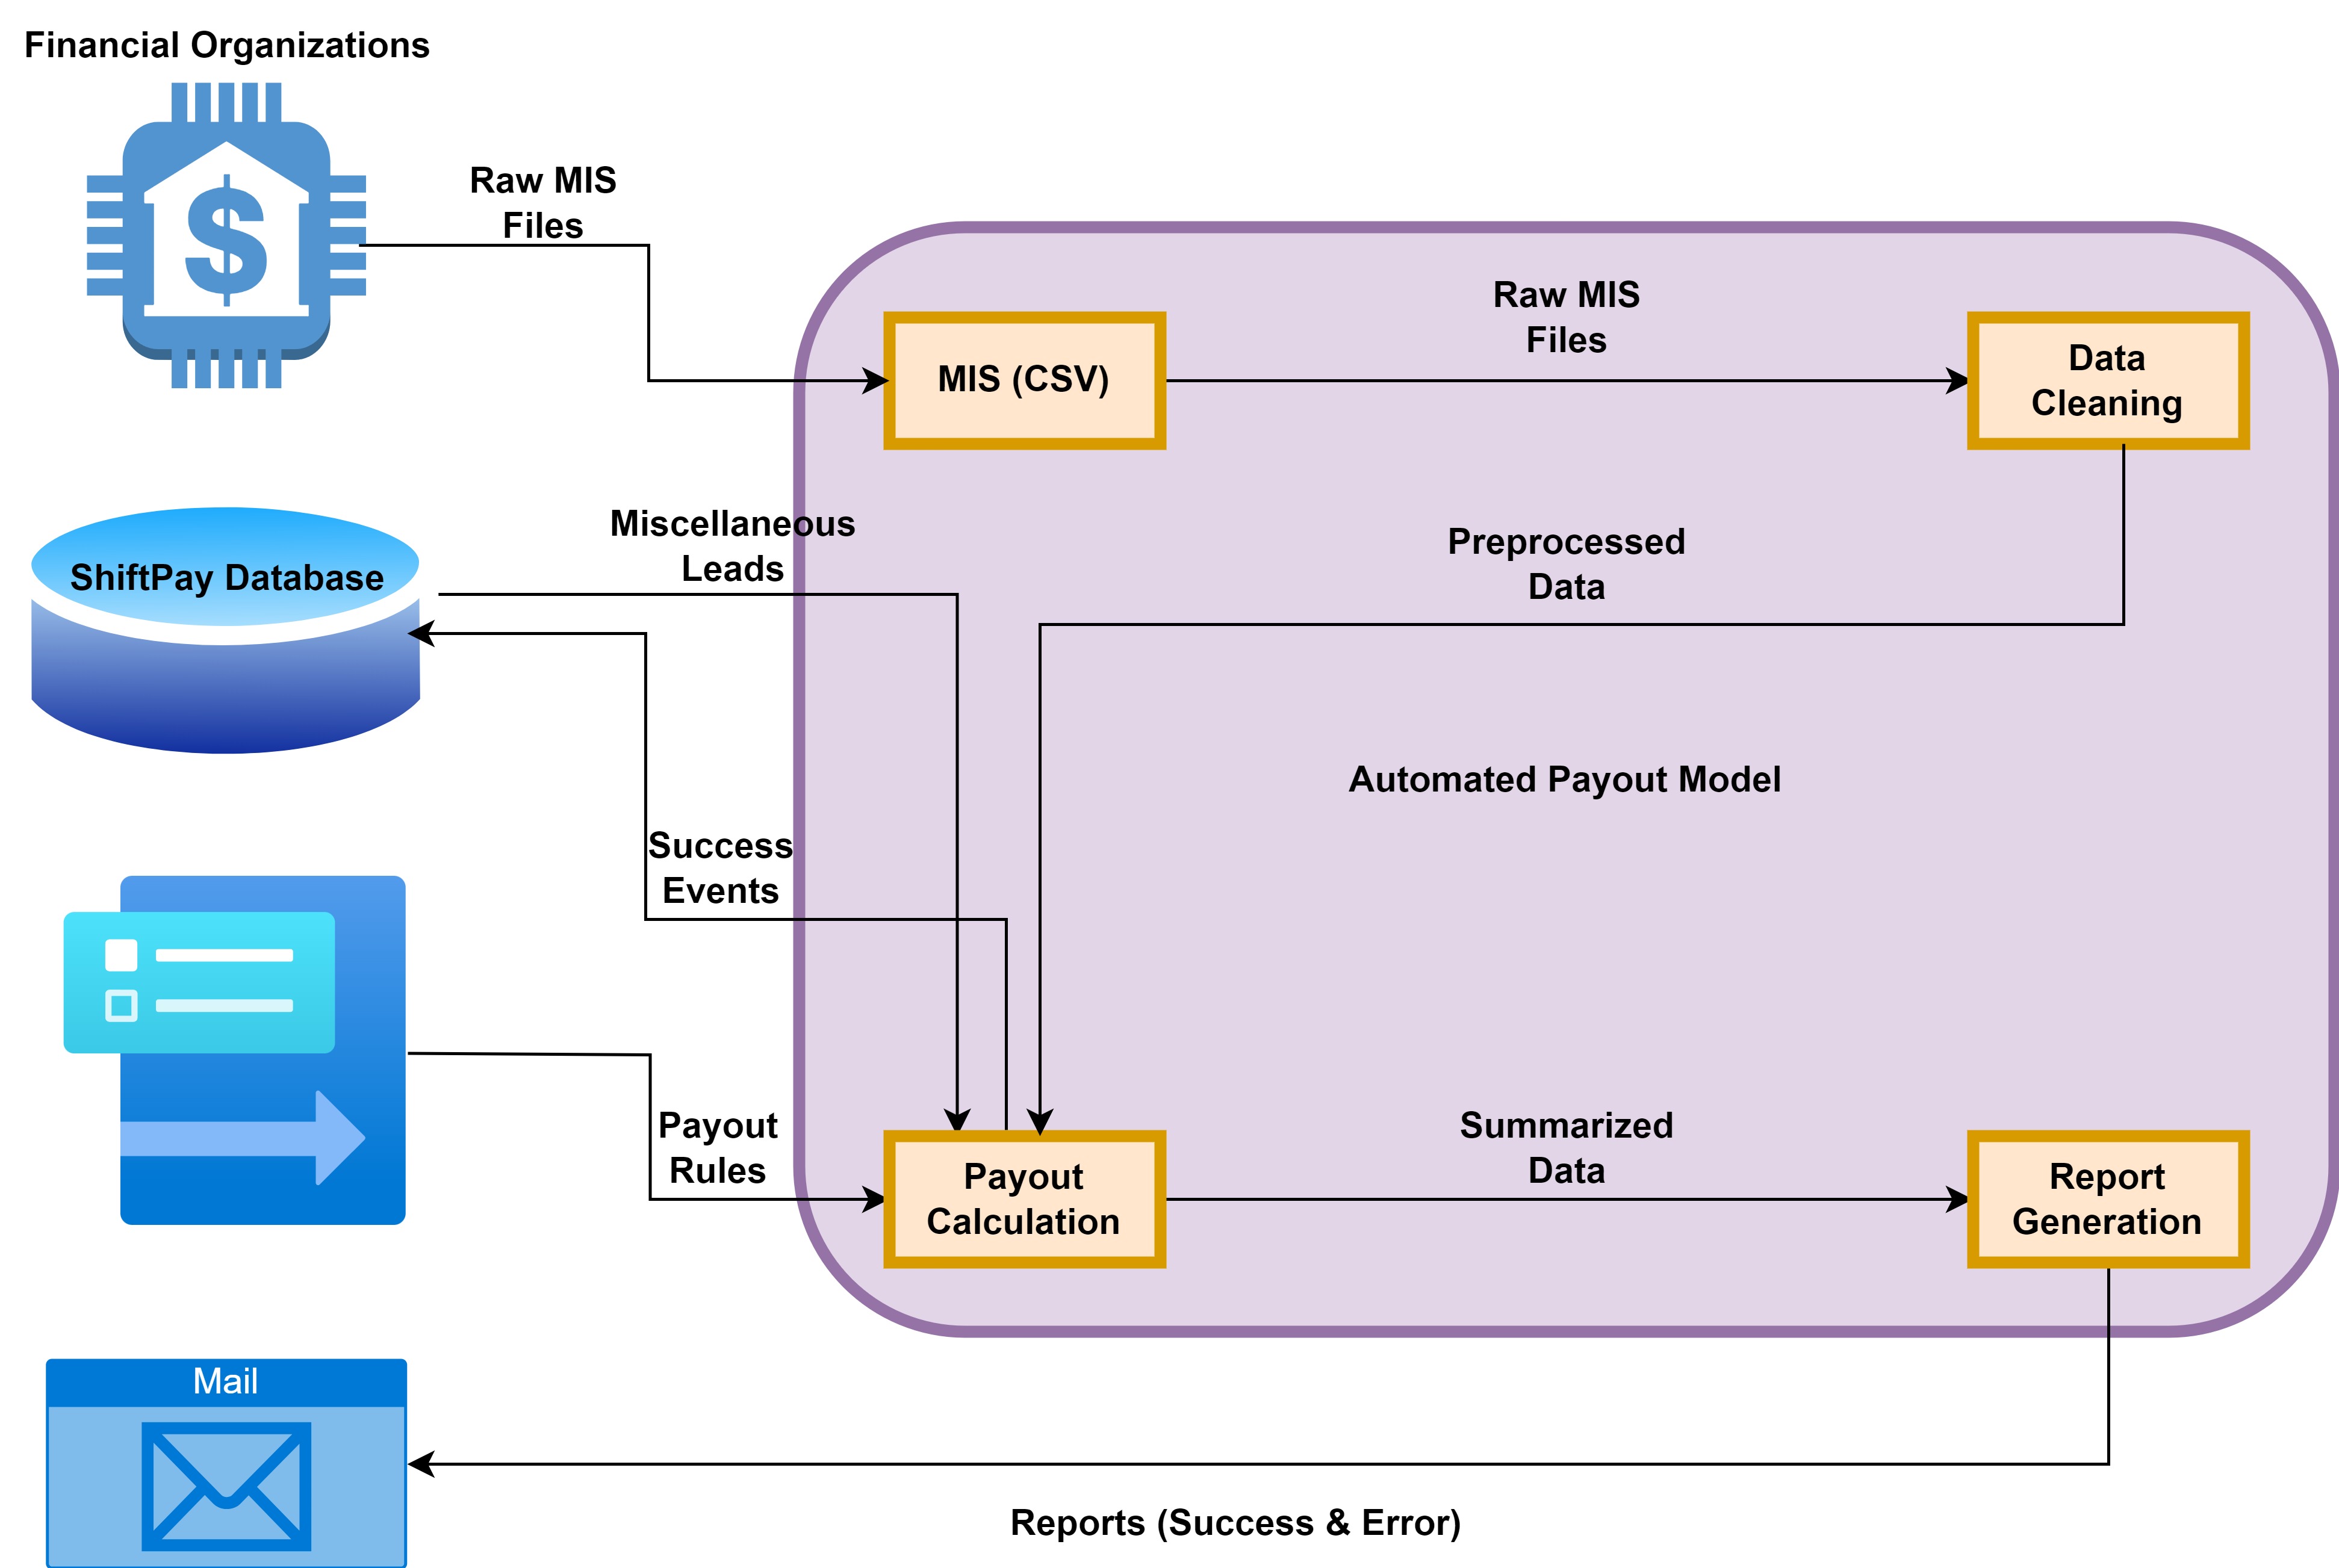 Financial Organizations
Raw MIS
Files
Raw MIS
Files
MIS (CSV)
Data
Cleaning
Miscellaneous
Leads
Preprocessed
Data
ShiftPay Database
Automated Payout Model
Success
Events
Payout
Rules
Summarized
Data
Payout
Calculation
Report
Generation
Mail
Reports (Success & Error)